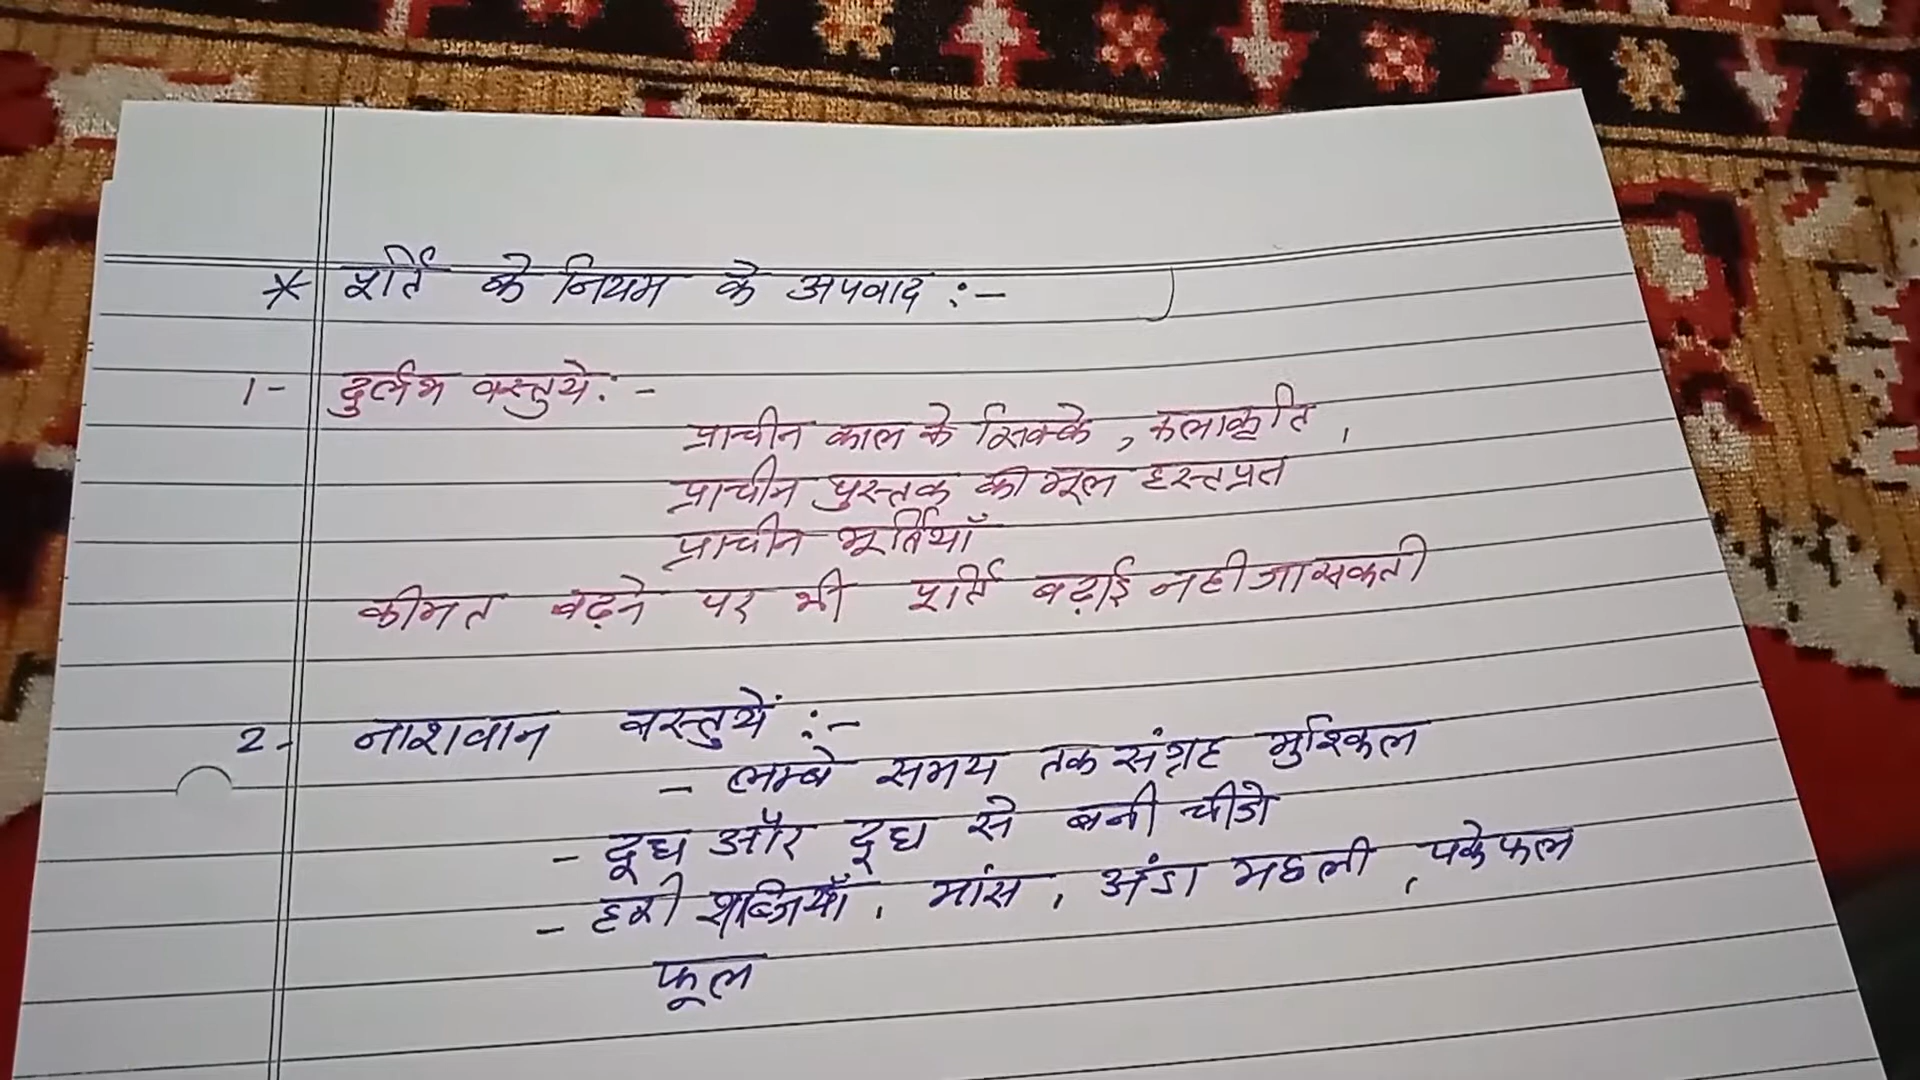 * पूर्ति के नियम के अपवाद :-
1- दुर्लभ वस्तुये :-
प्राचीन काल के सिक्के, कलाकृति,
प्राचीन पुस्तक की मूल हस्तप्रत
प्राचीन मूर्तियाँ
कीमत बढ़ने पर भी पूर्ति बढ़ाई नही जा सकती
2- नाशवान वस्तुयें :-
- लम्बे समय तक संग्रह मुश्किल
- दूध और दूध से बनी चीजे
- हरी शब्जियाँ, मांस, अंडा मछली, पके फल
फूल